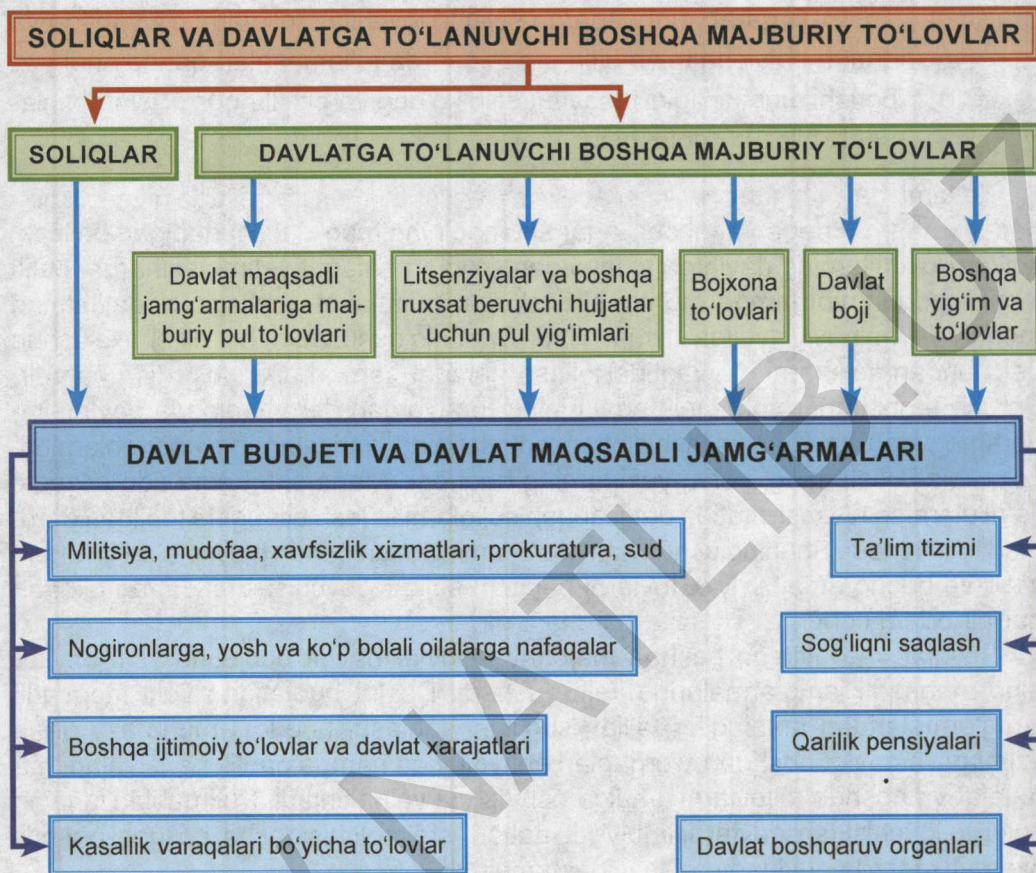 SOLIQLAR VA DAVLATGA TO‘LANUVCHI BOSHQA MAJBURIY TO‘LOVLAR
SOLIQLAR
DAVLATGA TO‘LANUVCHI BOSHQA MAJBURIY TO‘LOVLAR
Davlat maqsadli
jamg‘armalariga maj-
buriy pul to‘lovlari
Litsenziyalar va boshqa
ruxsat beruvchi hujjatlar
uchun pul yig‘imlari
Bojxona
to‘lovlari
Davlat
boji
Boshqa
yig‘im va
to‘lovlar
DAVLAT BUDJETI VA DAVLAT MAQSADLI JAMG‘ARMALARI
Militsiya, mudofaa, xavfsizlik xizmatlari, prokuratura, sud
Ta’lim tizimi
Nogironlarga, yosh va ko‘p bolali oilalarga nafaqalar
Sog‘liqni saqlash
Boshqa ijtimoiy to‘lovlar va davlat xarajatlari
Qarilik pensiyalari
Kasallik varaqalari bo‘yicha to‘lovlar
Davlat boshqaruv organlari
NATLIB.UZ